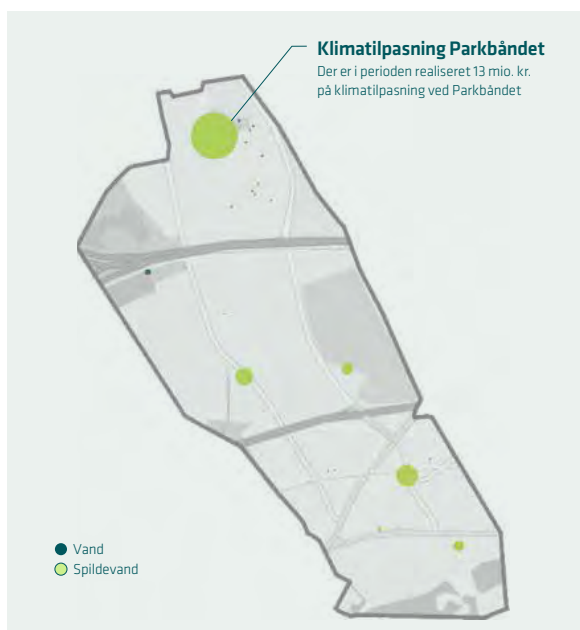 Klimatilpasning Parkbåndet
Der er i perioden realiseret 13 mio. kr.
på klimatilpasning ved Parkbåndet
Vand
Spildevand